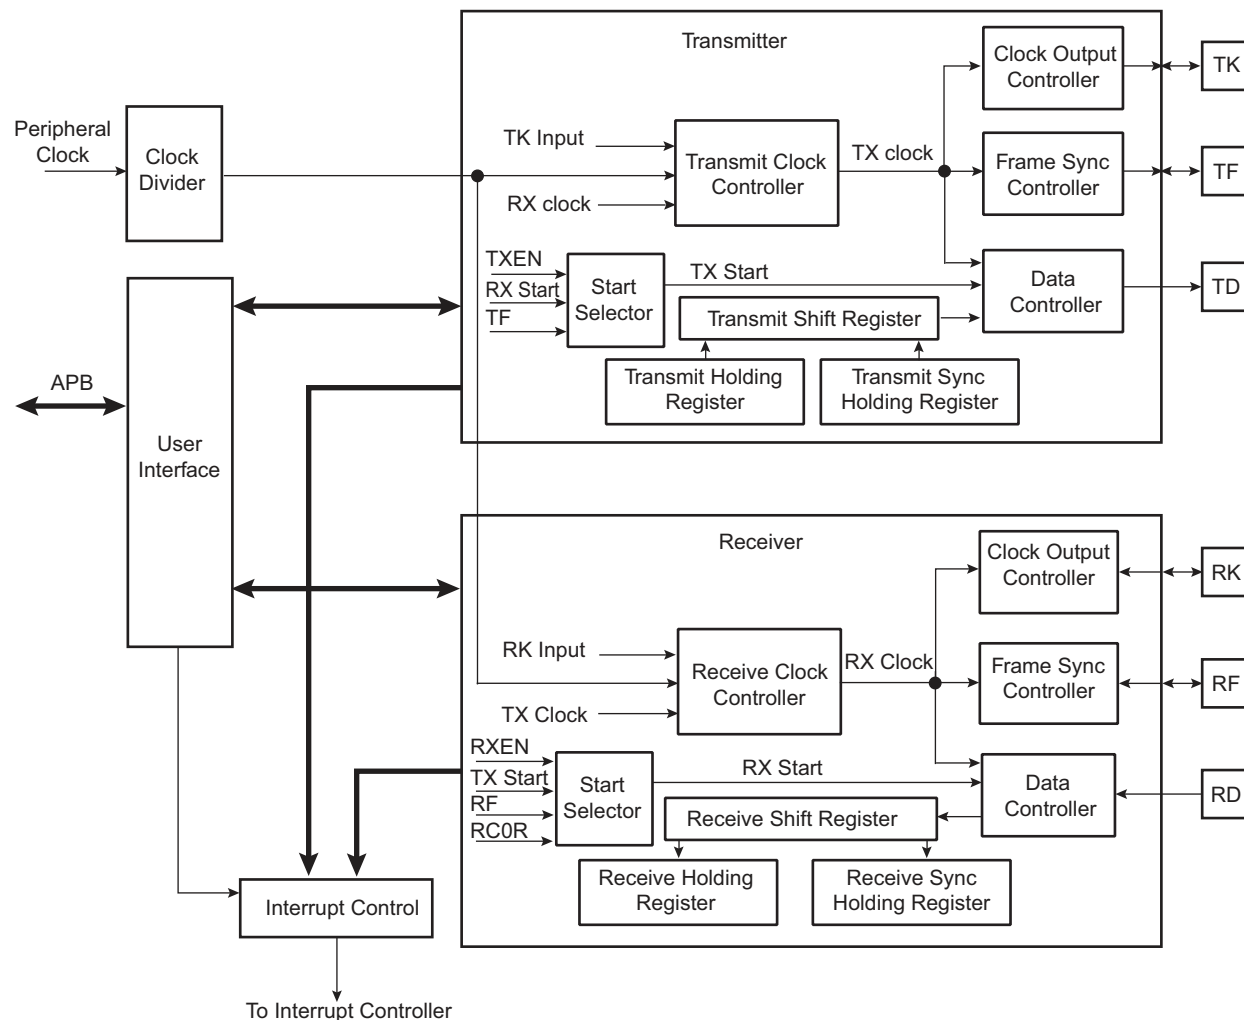 Transmitter
Clock Output
Controller
TK
Peripheral
Clock
Clock
Divider
TK Input
Transmit Clock
Controller
TX clock
Frame Sync
Controller
TF
RX clock
TXEN
RX Start
TF
Start
Selector
TX Start
Data
Controller
TD
Transmit Shift Register
Transmit Holding
Register
Transmit Sync
Holding Register
APB
User
Interface
Receiver
Clock Output
Controller
RK
RK Input
Receive Clock
Controller
RX Clock
Frame Sync
Controller
RF
TX Clock
RXEN
TX Start
RF
RC0R
Start
Selector
RX Start
Data
Controller
RD
Receive Shift Register
Receive Holding
Register
Receive Sync
Holding Register
Interrupt Control
To Interrupt Controller